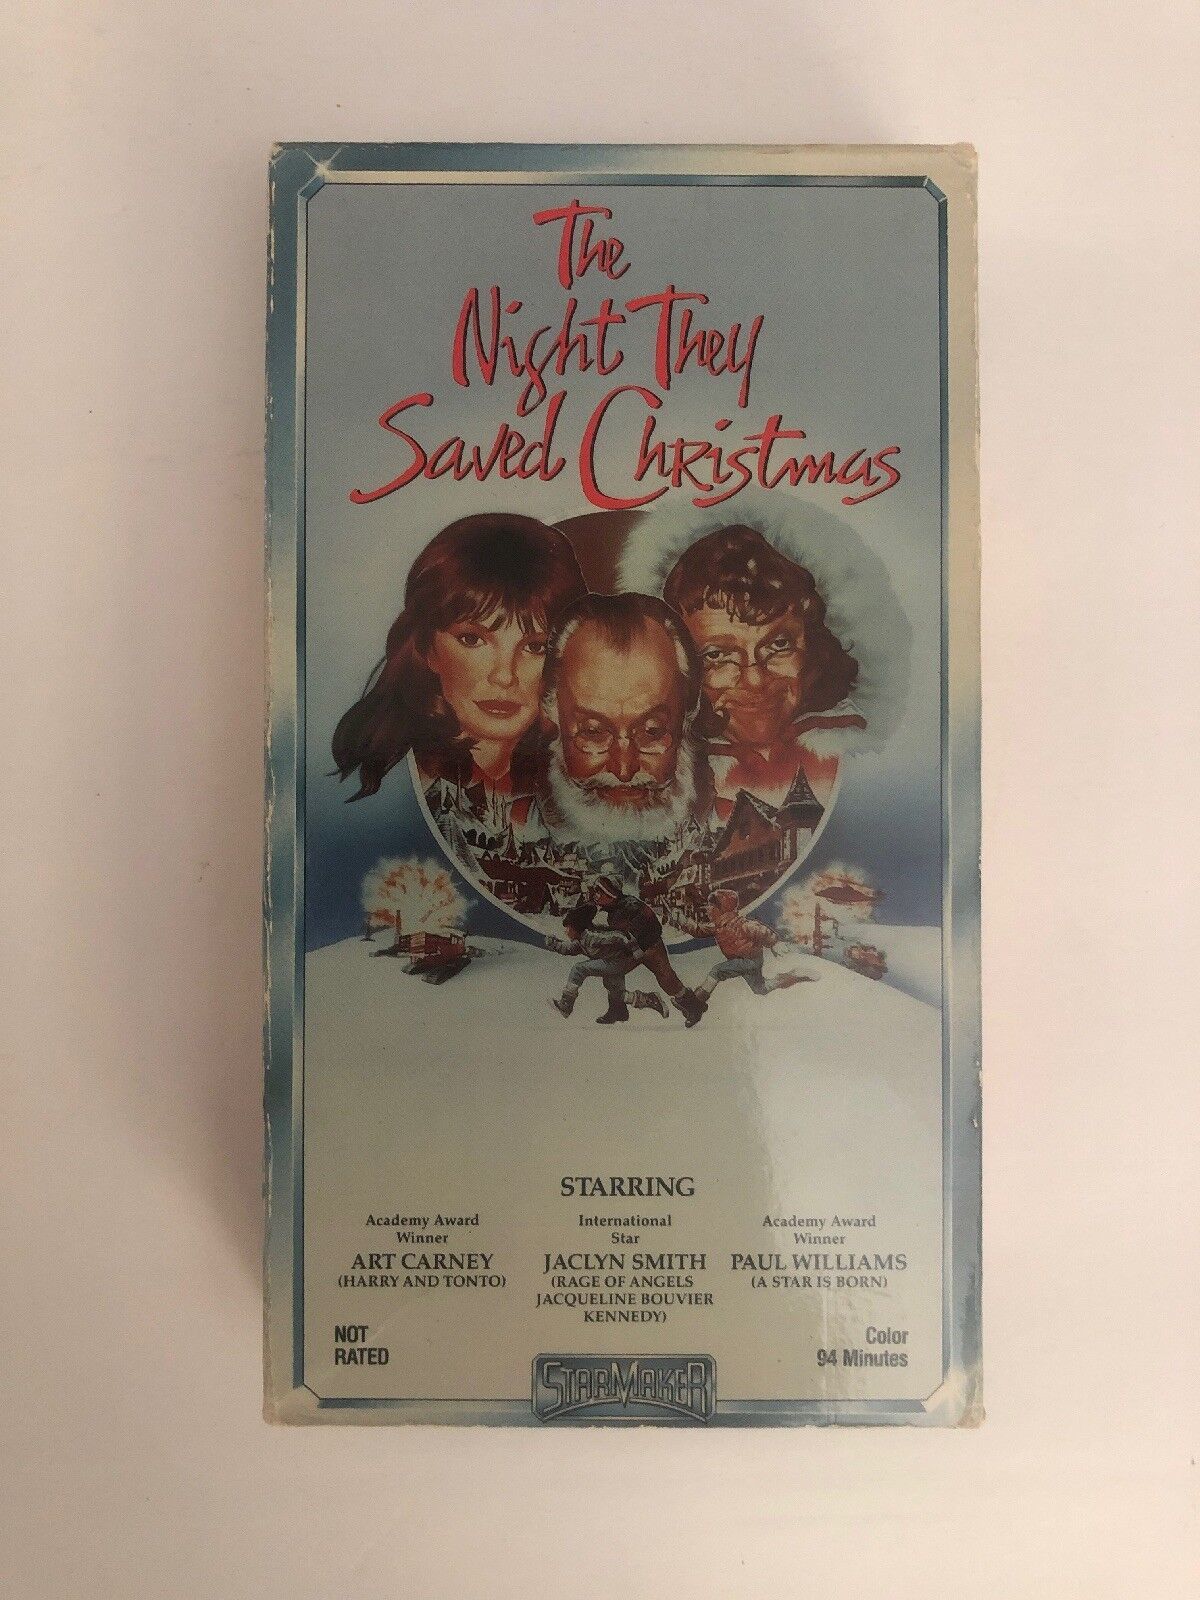 The
Night They
Saved Christmas
STARRING
Academy Award
Winner
ART CARNEY
(HARRY AND TONTO)
International
Star
JACLYN SMITH
(RAGE OF ANGELS
JACQUELINE BOUVIER
KENNEDY)
Academy Award
Winner
PAUL WILLIAMS
(A STAR IS BORN)
NOT
RATED
Color
94 Minutes
STARMAKER